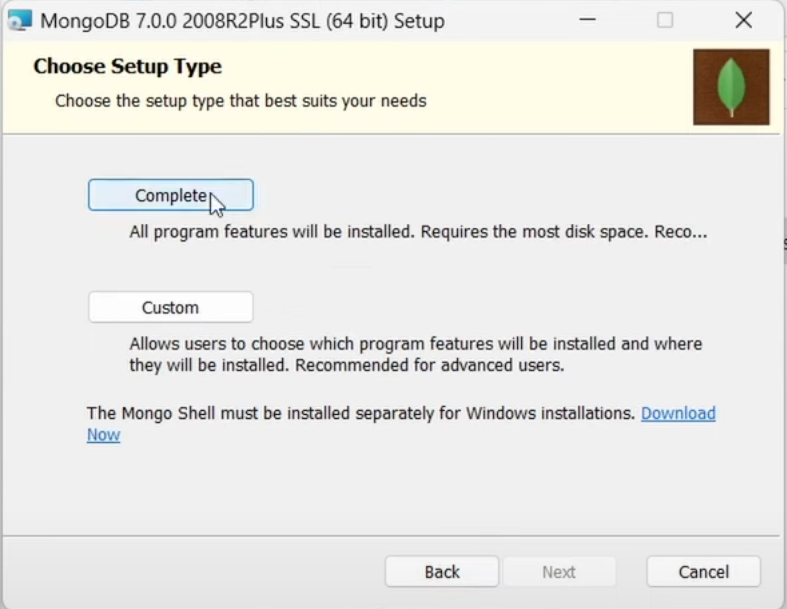 MongoDB 7.0.0 2008R2Plus SSL (64 bit) Setup
Choose Setup Type
Choose the setup type that best suits your needs
Complete
All program features will be installed. Requires the most disk space. Reco...
Custom
Allows users to choose which program features will be installed and where
they will be installed. Recommended for advanced users.
The Mongo Shell must be installed separately for Windows installations. Download
Now
Back Next Cancel